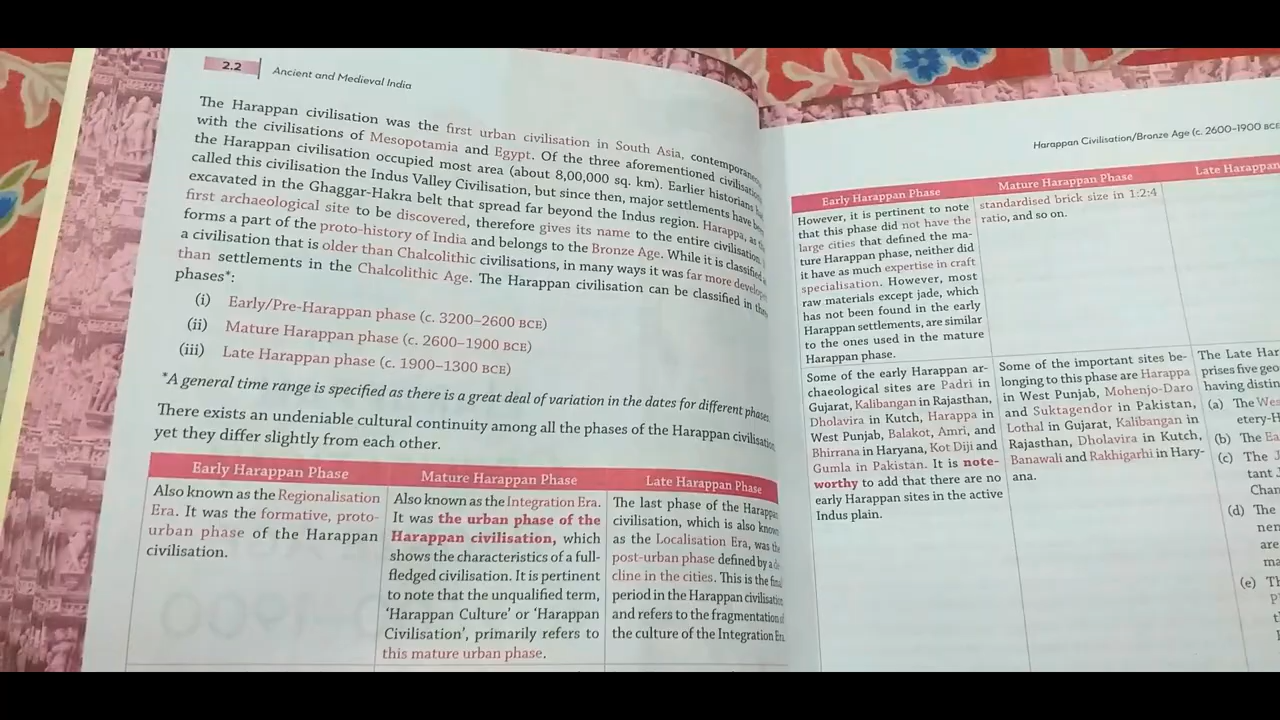 2.2 Ancient and Medieval India
The Harappan civilisation was the first urban civilisation in South Asia, contemporaneous
with the civilisations of Mesopotamia and Egypt. Of the three aforementioned civilisations,
the Harappan civilisation occupied most area (about 8,00,000 sq. km). Earlier historians
called this civilisation the Indus Valley Civilisation, but since then, major settlements have
excavated in the Ghaggar-Hakra belt that spread far beyond the Indus region. Harappa, as
first archaeological site to be discovered, therefore gives its name to the entire civilisation.
forms a part of the proto-history of India and belongs to the Bronze Age. While it is classified
a civilisation that is older than Chalcolithic civilisations, in many ways it was far more
than settlements in the Chalcolithic Age. The Harappan civilisation can be classified in
phases*:
(i) Early/Pre-Harappan phase (c. 3200–2600 BCE)
(ii) Mature Harappan phase (c. 2600–1900 BCE)
(iii) Late Harappan phase (c. 1900–1300 BCE)
*A general time range is specified as there is a great deal of variation in the dates for different phases
There exists an undeniable cultural continuity among all the phases of the Harappan civilisation
yet they differ slightly from each other.
Early Harappan Phase
Also known as the Regionalisation
Era. It was the formative, proto-
urban phase of the Harappan
civilisation.
Mature Harappan Phase
Also known as the Integration Era.
It was the urban phase of the
Harappan civilisation, which
shows the characteristics of a full-
fledged civilisation. It is pertinent
to note that the unqualified term,
‘Harappan Culture’ or ‘Harappan
Civilisation’, primarily refers to
this mature urban phase.
Late Harappan Phase
The last phase of the Harappan
civilisation, which is also known
as the Localisation Era, was the
post-urban phase defined by a de-
cline in the cities. This is the final
period in the Harappan civilisation
and refers to the fragmentation of
the culture of the Integration Era.
Harappan Civilisation/Bronze Age (c. 2600–1900 BCE
Early Harappan Phase
However, it is pertinent to note
that this phase did not have the
large cities that defined the ma-
ture Harappan phase, neither did
it have as much expertise in craft
specialisation. However, most
raw materials except jade, which
has not been found in the early
Harappan settlements, are similar
to the ones used in the mature
Harappan phase.
Mature Harappan Phase
standardised brick size in 1:2:4
ratio, and so on.
Late Harappan
Some of the early Harappan ar-
chaeological sites are Padri in
Gujarat, Kalibangan in Rajasthan,
Dholavira in Kutch, Harappa in
West Punjab, Balakot, Amri, and
Bhirrana in Haryana, Kot Diji and
Gumla in Pakistan. It is note-
worthy to add that there are no
early Harappan sites in the active
Indus plain.
Some of the important sites be-
longing to this phase are Harappa
in West Punjab, Mohenjo-Daro
and Suktagendor in Pakistan,
Lothal in Gujarat, Kalibangan in
Rajasthan, Dholavira in Kutch,
Banawali and Rakhigarhi in Hary-
ana.
The Late Har
prises five geo
having distin
(a) The Wes
etery-H
(b) The Ea
(c) The J
tant
Chan
(d) The
nen
are
ma
(e) Th